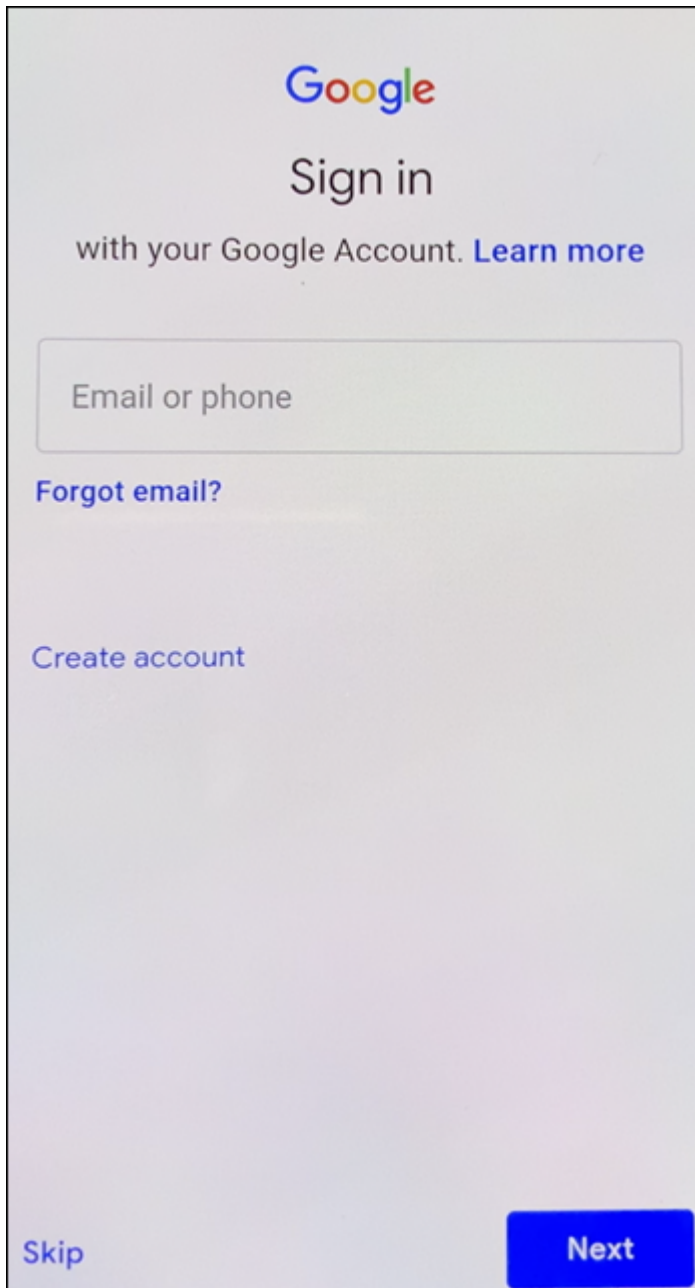 Google
Sign in
with your Google Account. Learn more
Email or phone
Forgot email?
Create account
Skip
Next